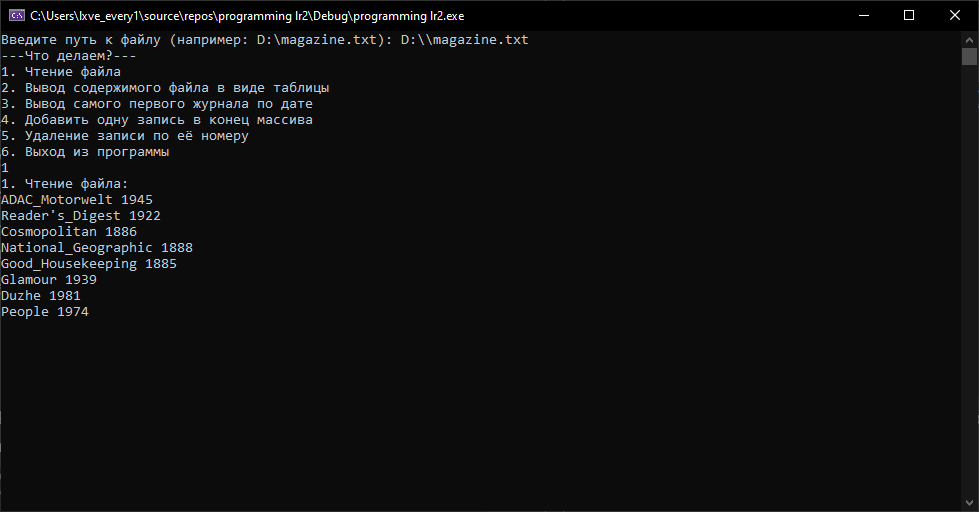 C:\Users\lxve_every1\source\repos\programming lr2\Debug\programming lr2.exe
Введите путь к файлу (например: D:\magazine.txt): D:\\magazine.txt
---Что делаем?---
1. Чтение файла
2. Вывод содержимого файла в виде таблицы
3. Вывод самого первого журнала по дате
4. Добавить одну запись в конец массива
5. Удаление записи по её номеру
6. Выход из программы
1
1. Чтение файла:
ADAC_Motorwelt 1945
Reader's_Digest 1922
Cosmopolitan 1886
National_Geographic 1888
Good_Housekeeping 1885
Glamour 1939
Duzhe 1981
People 1974